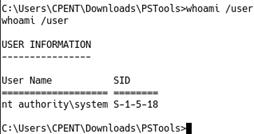 C:\Users\CPENT\Downloads\PSTools>whoami /user
whoami /user
USER INFORMATION
----------------
User Name           SID
=================== ========
nt authority\system S-1-5-18
C:\Users\CPENT\Downloads\PSTools>